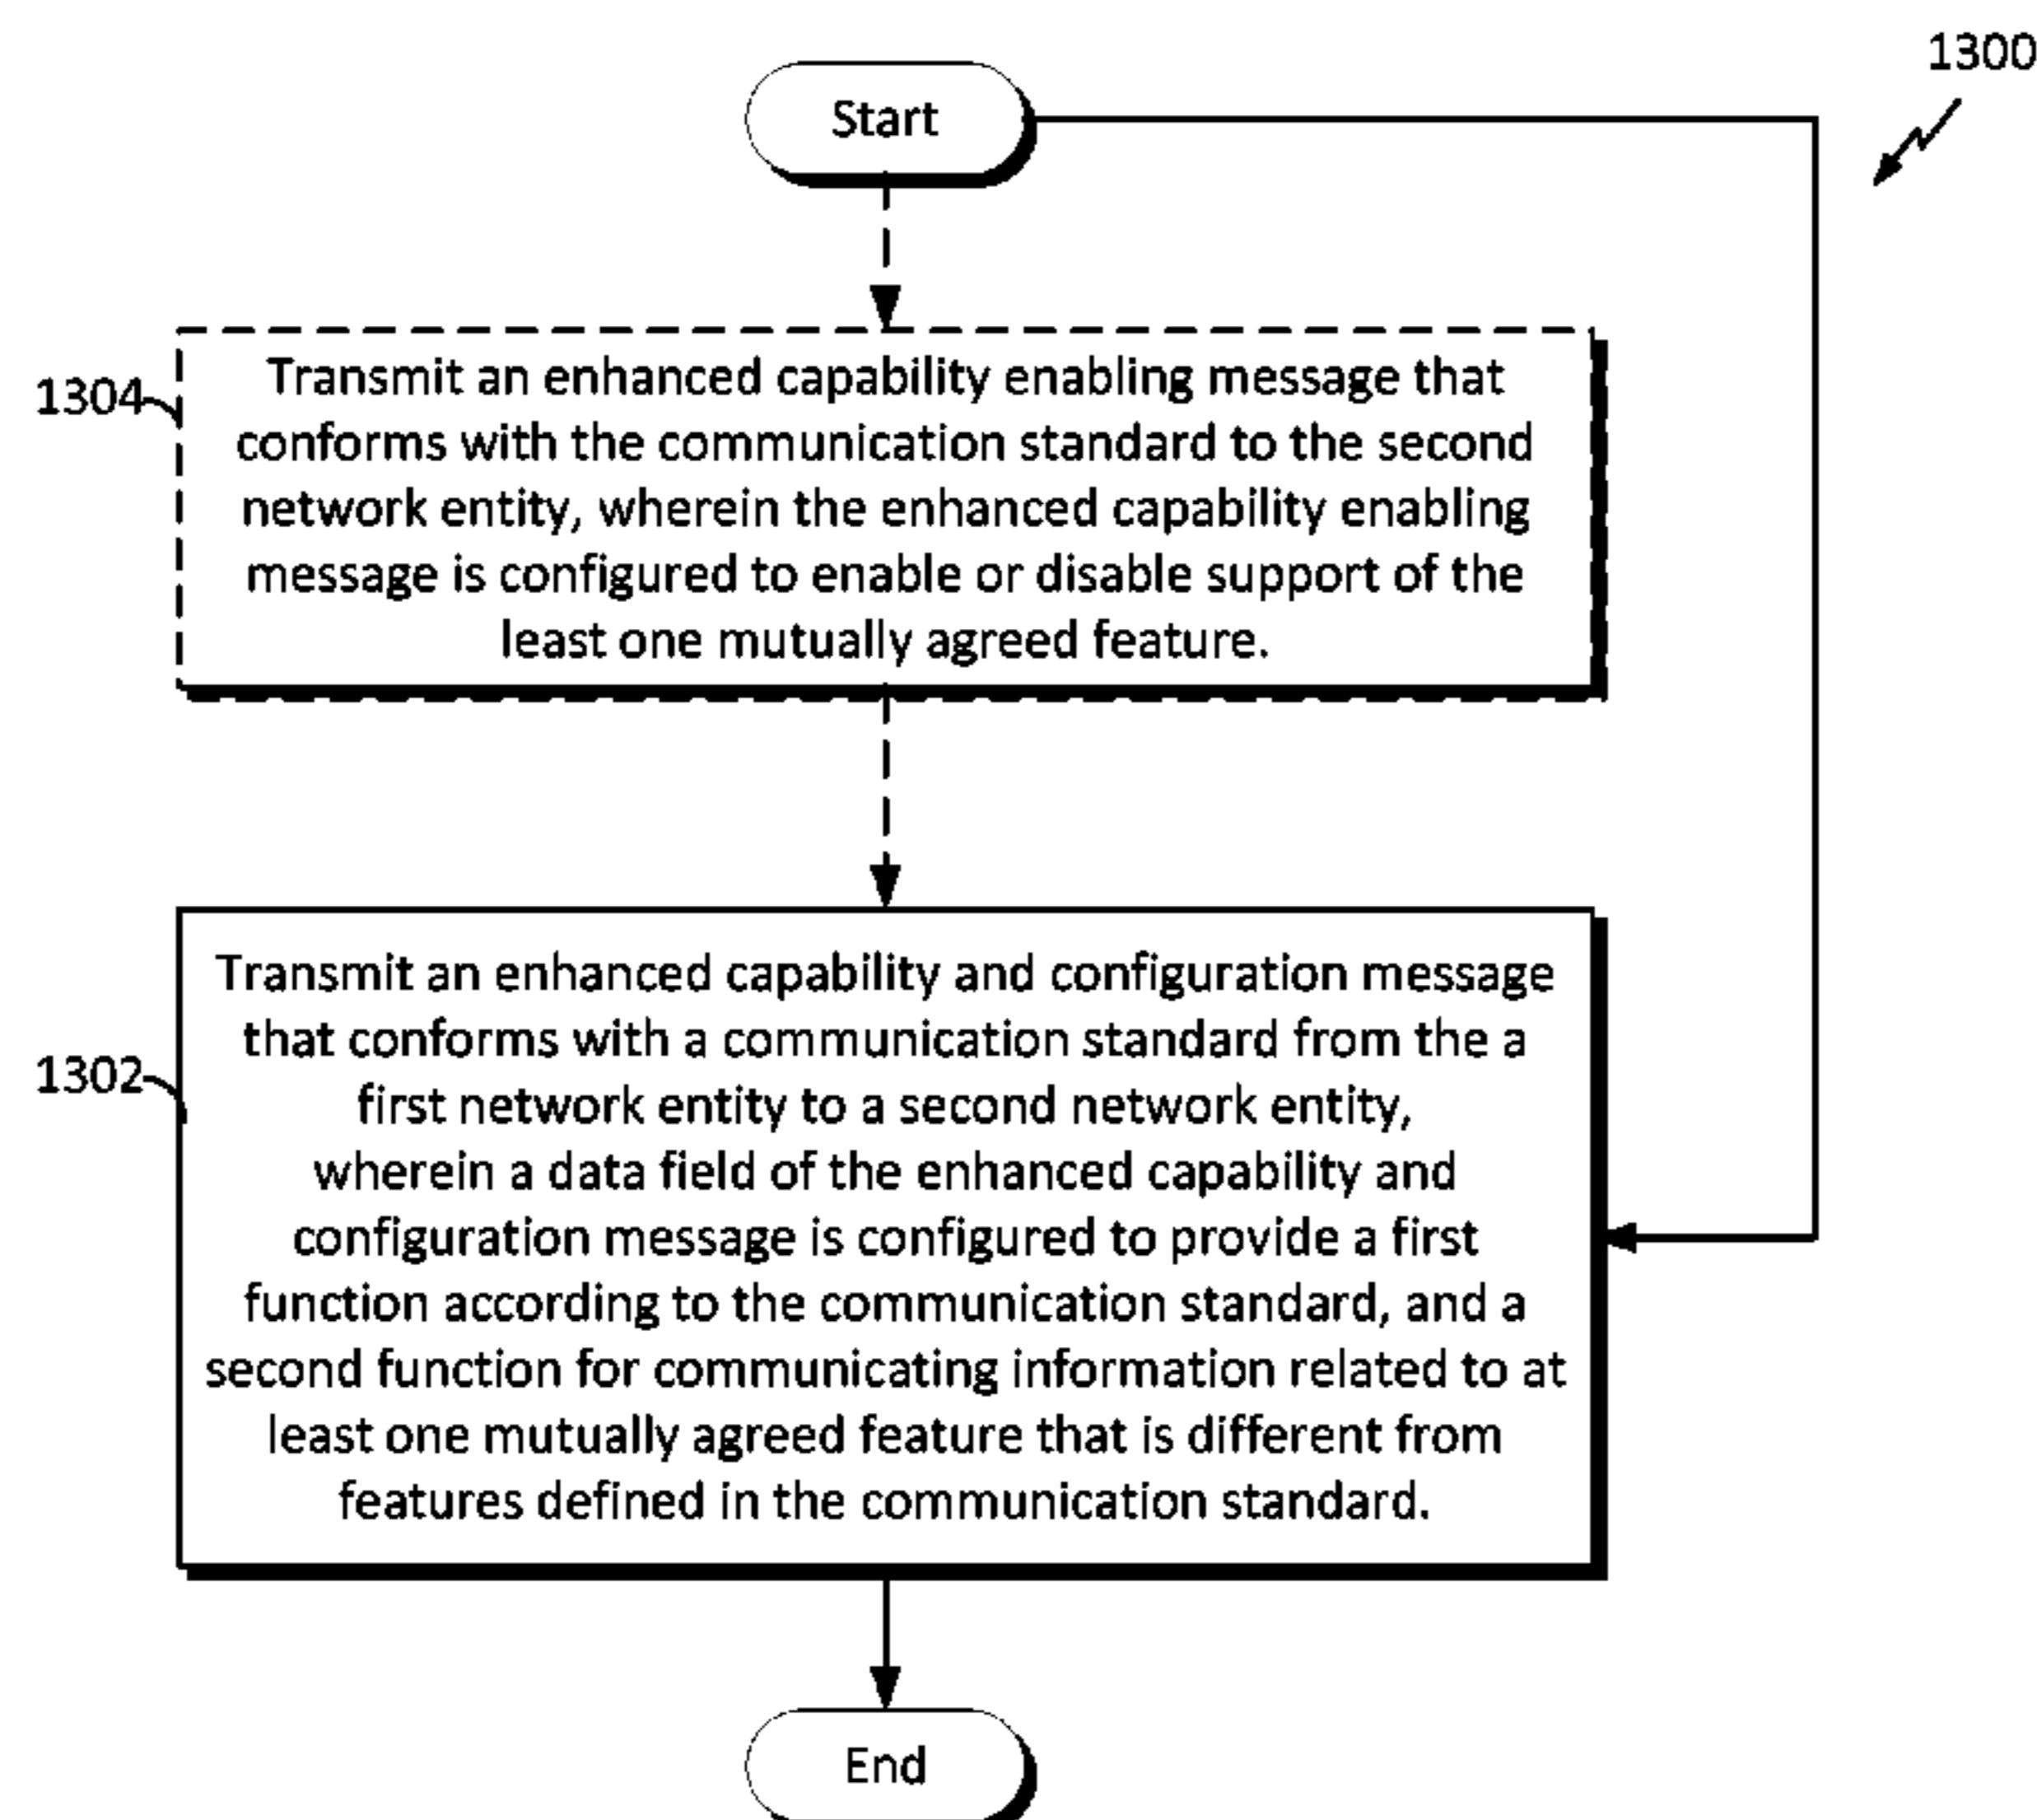 1300
Start
1304
Transmit an enhanced capability enabling message that
conforms with the communication standard to the second
network entity, wherein the enhanced capability enabling
message is configured to enable or disable support of the
least one mutually agreed feature.
1302
Transmit an enhanced capability and configuration message
that conforms with a communication standard from the a
first network entity to a second network entity,
wherein a data field of the enhanced capability and
configuration message is configured to provide a first
function according to the communication standard, and a
second function for communicating information related to at
least one mutually agreed feature that is different from
features defined in the communication standard.
End